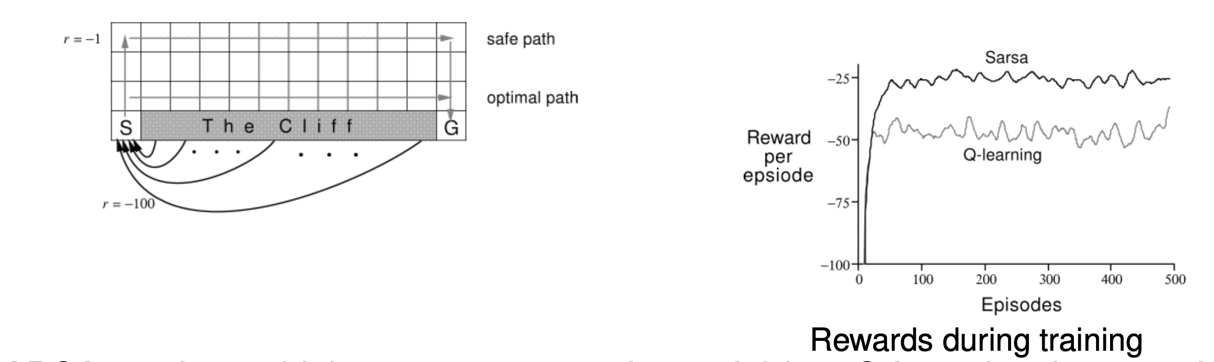 r = −1
safe path
optimal path
S The Cliff G
r = −100
Sarsa
Q-learning
Reward
per
epsiode
−25
−50
−75
−100
0 100 200 300 400 500
Episodes
Rewards during training